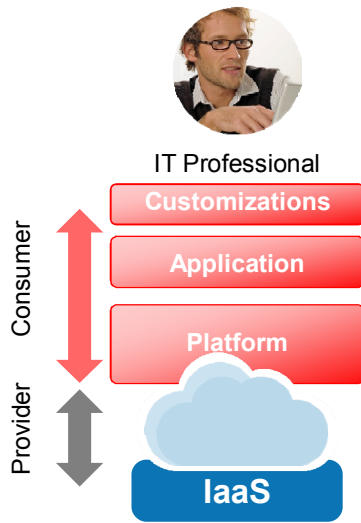 IT Professional
Customizations
Consumer
Application
Platform
Provider
IaaS